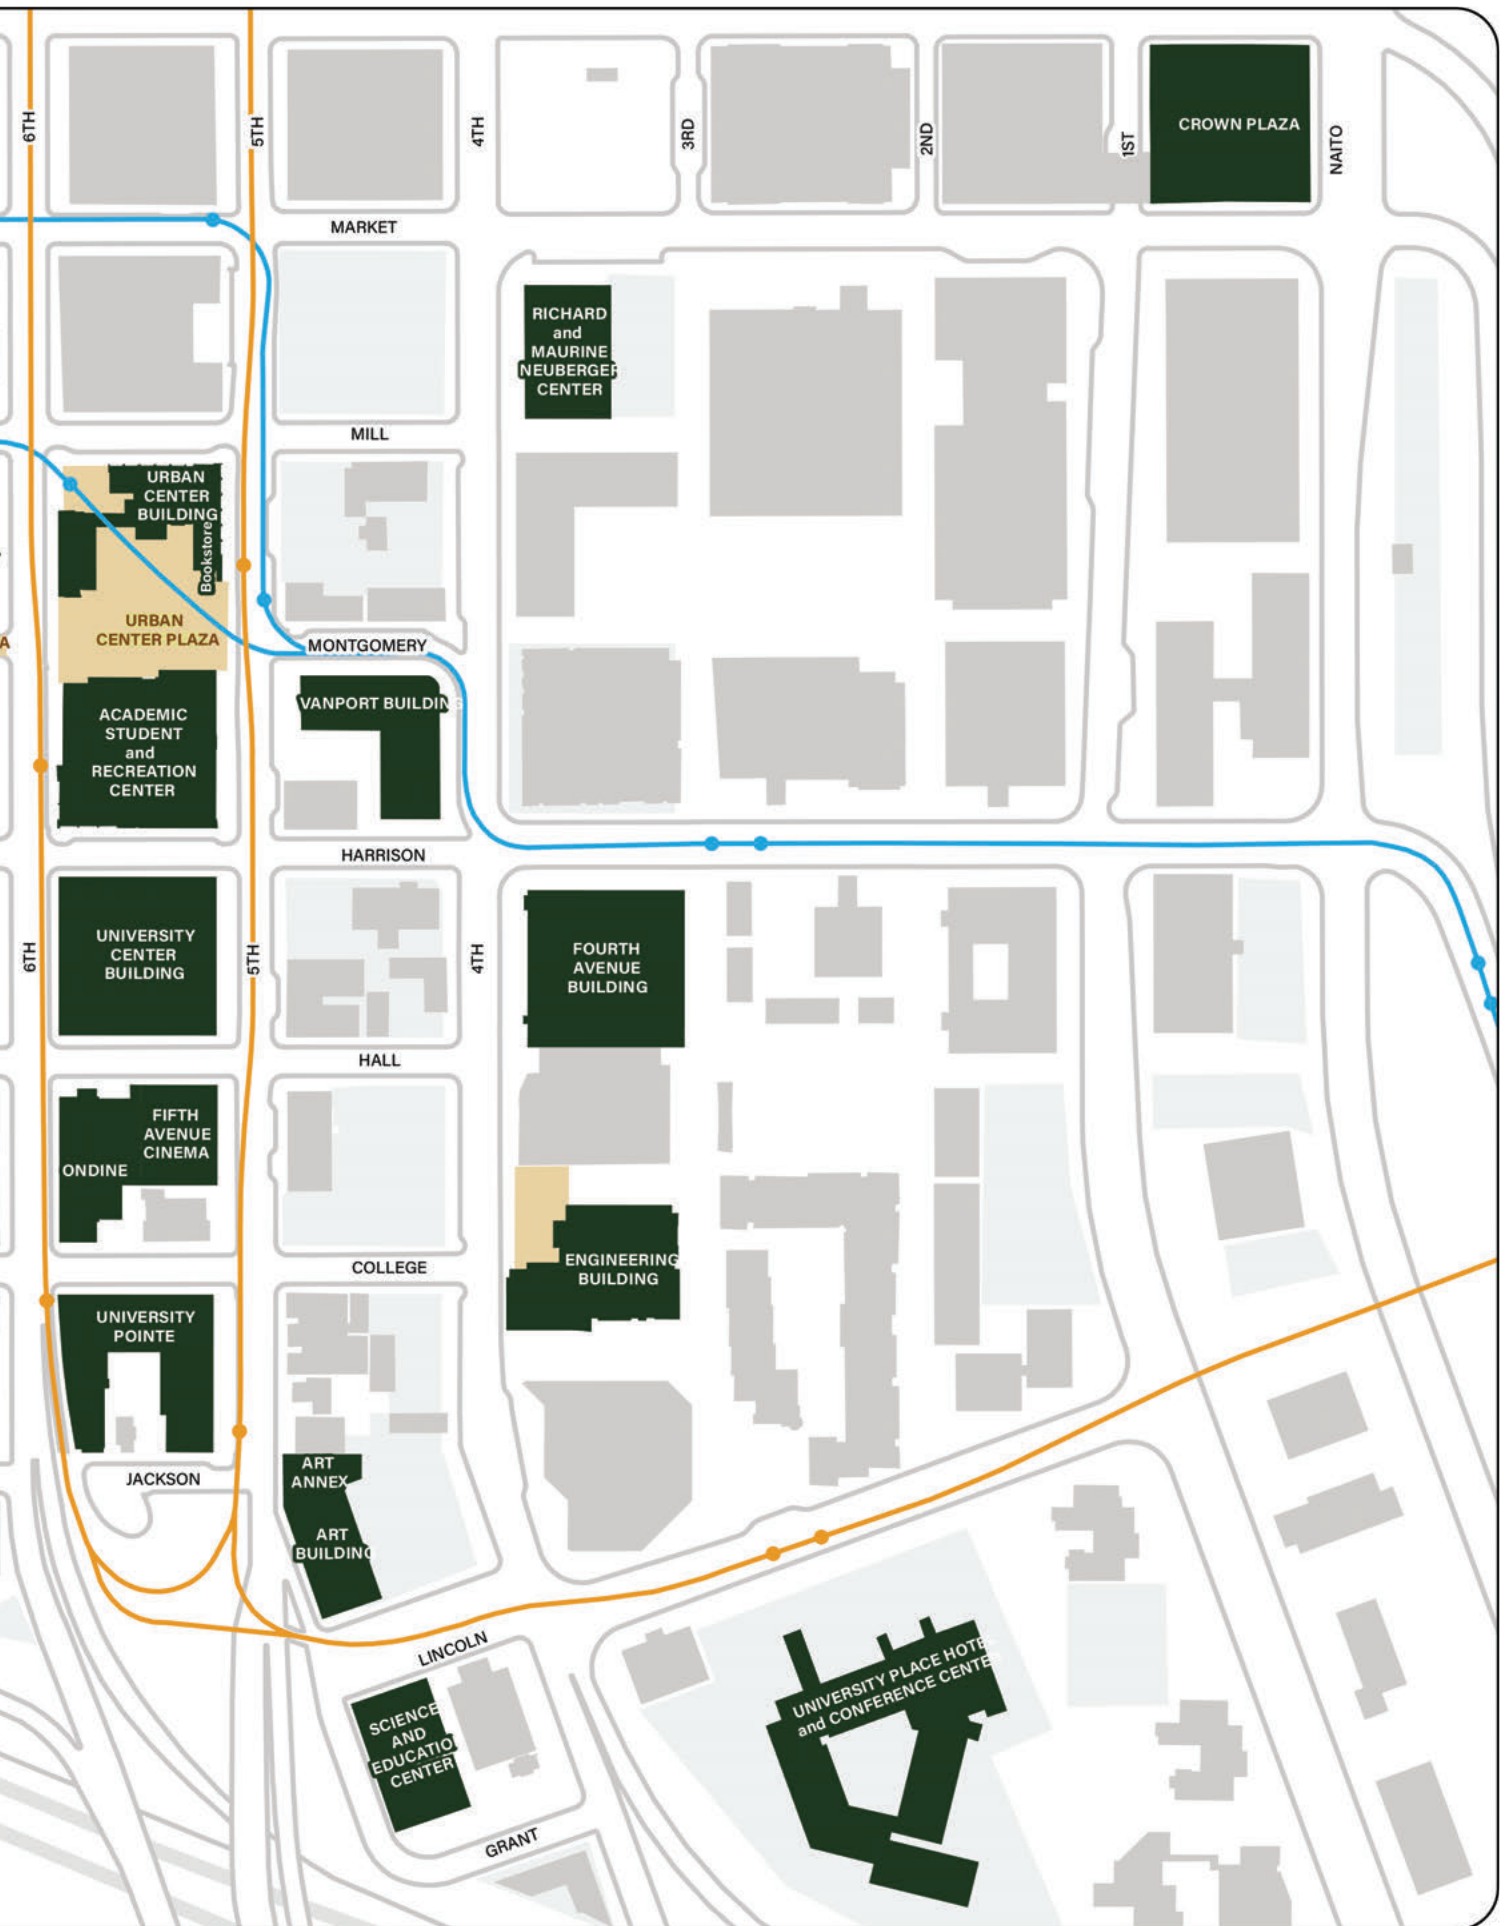 6TH
5TH
4TH
3RD
2ND
1ST
CROWN PLAZA
NAITO
MARKET
RICHARD
and
MAURINE
NEUBERGER
CENTER
MILL
URBAN
CENTER
BUILDING
Bookstore
URBAN
CENTER PLAZA
A
MONTGOMERY
VANPORT BUILDING
ACADEMIC
STUDENT
and
RECREATION
CENTER
HARRISON
6TH
UNIVERSITY
CENTER
BUILDING
5TH
4TH
FOURTH
AVENUE
BUILDING
HALL
FIFTH
AVENUE
CINEMA
ONDINE
ENGINEERING
BUILDING
COLLEGE
UNIVERSITY
POINTE
JACKSON
ART
ANNEX
ART
BUILDING
LINCOLN
UNIVERSITY PLACE HOTEL
and CONFERENCE CENTER
SCIENCE
AND
EDUCATION
CENTER
GRANT